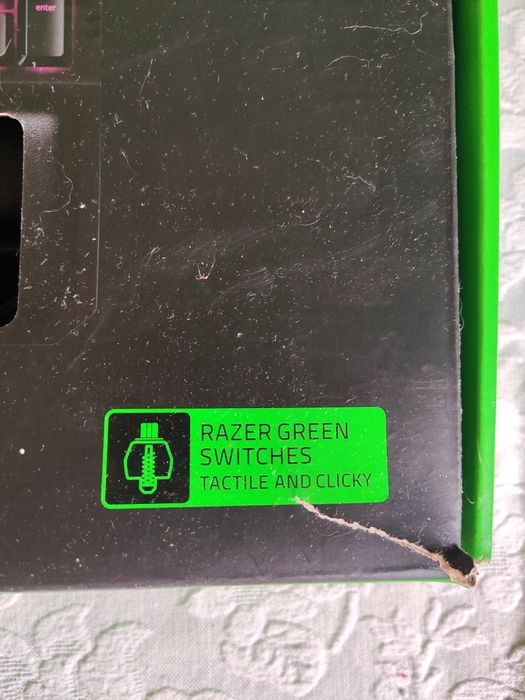 enter
RAZER GREEN
SWITCHES
TACTILE AND CLICKY